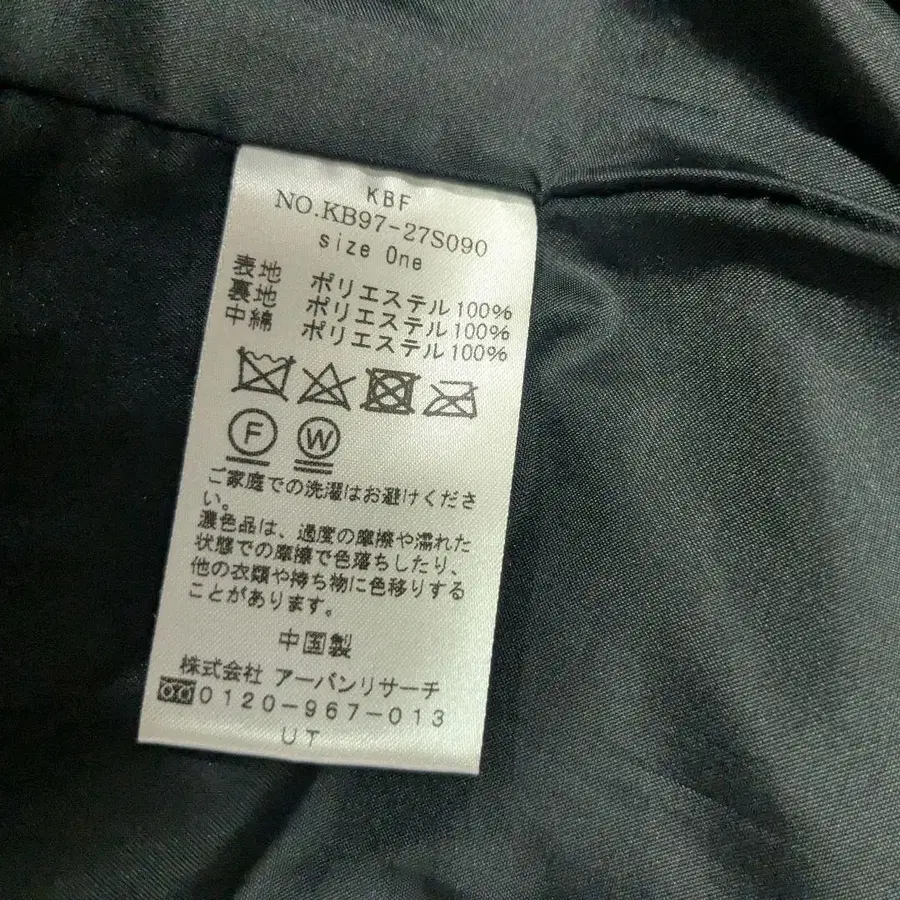 KBF
NO.KB97-27S090
size One
表地 ポリエステル100%
裏地 ポリエステル100%
中綿 ポリエステル100%
F W
ご家庭での洗濯はお避けくださ
い。
濃色品は、過度の摩擦や濡れた
状態での摩擦で色落ちしたり、
他の衣類や持ち物に色移りする
ことがあります。
中国製
株式会社 アーバンリサーチ
0120-967-013
UT